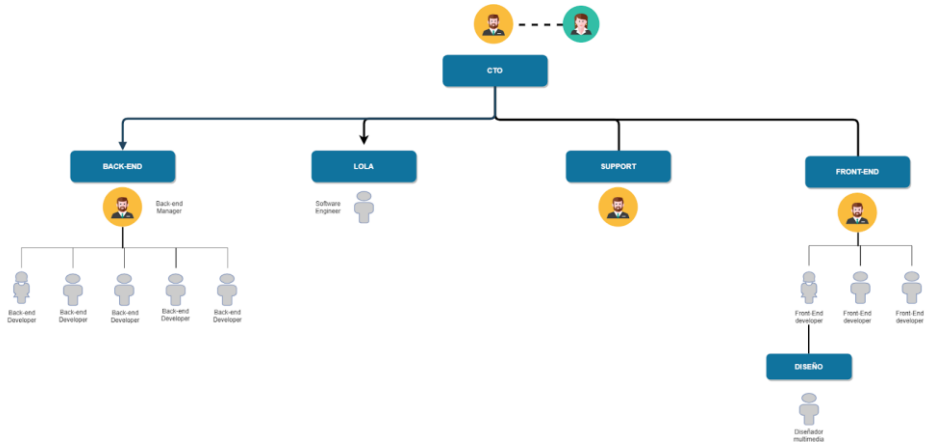 CTO
BACK-END
LOLA
SUPPORT
FRONT-END
Back-end
Manager
Software
Engineer
Back-end
Developer
Back-end
Developer
Back-end
Developer
Back-end
Developer
Back-end
Developer
Front-End
developer
Front-End
developer
Front-End
developer
DISEÑO
Diseñador
multimedia